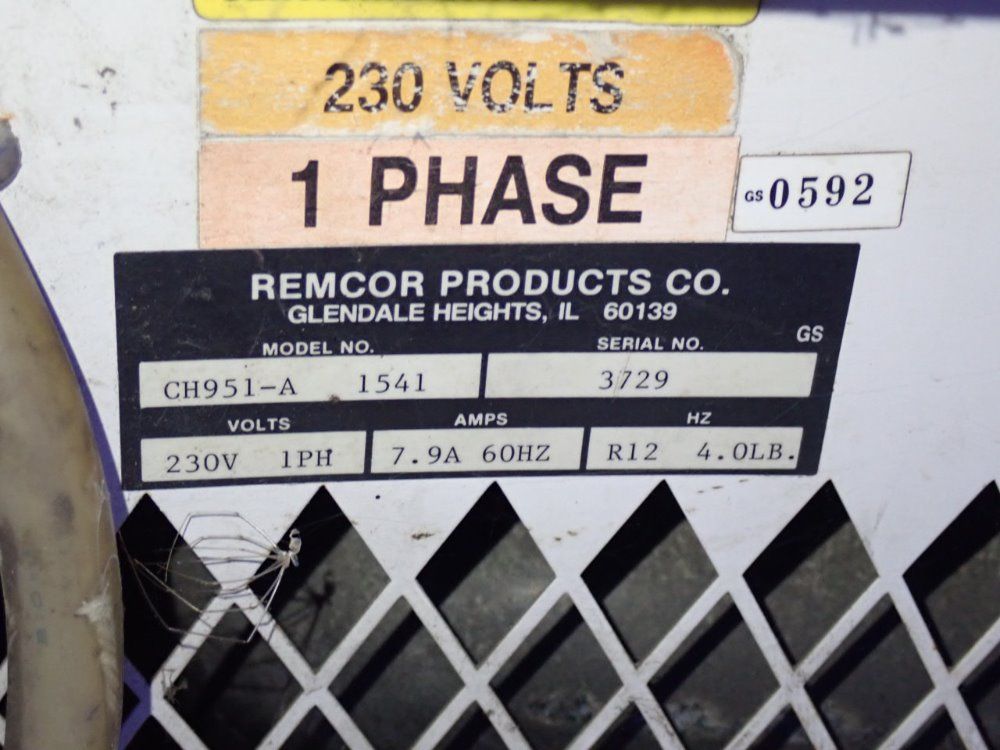 230 VOLTS
1 PHASE
GS 0592
REMCOR PRODUCTS CO.
GLENDALE HEIGHTS, IL 60139
GS
MODEL NO. SERIAL NO.
CH951-A 1541 3729
VOLTS AMPS HZ
230V 1PH 7.9A 60HZ R12 4.0LB.